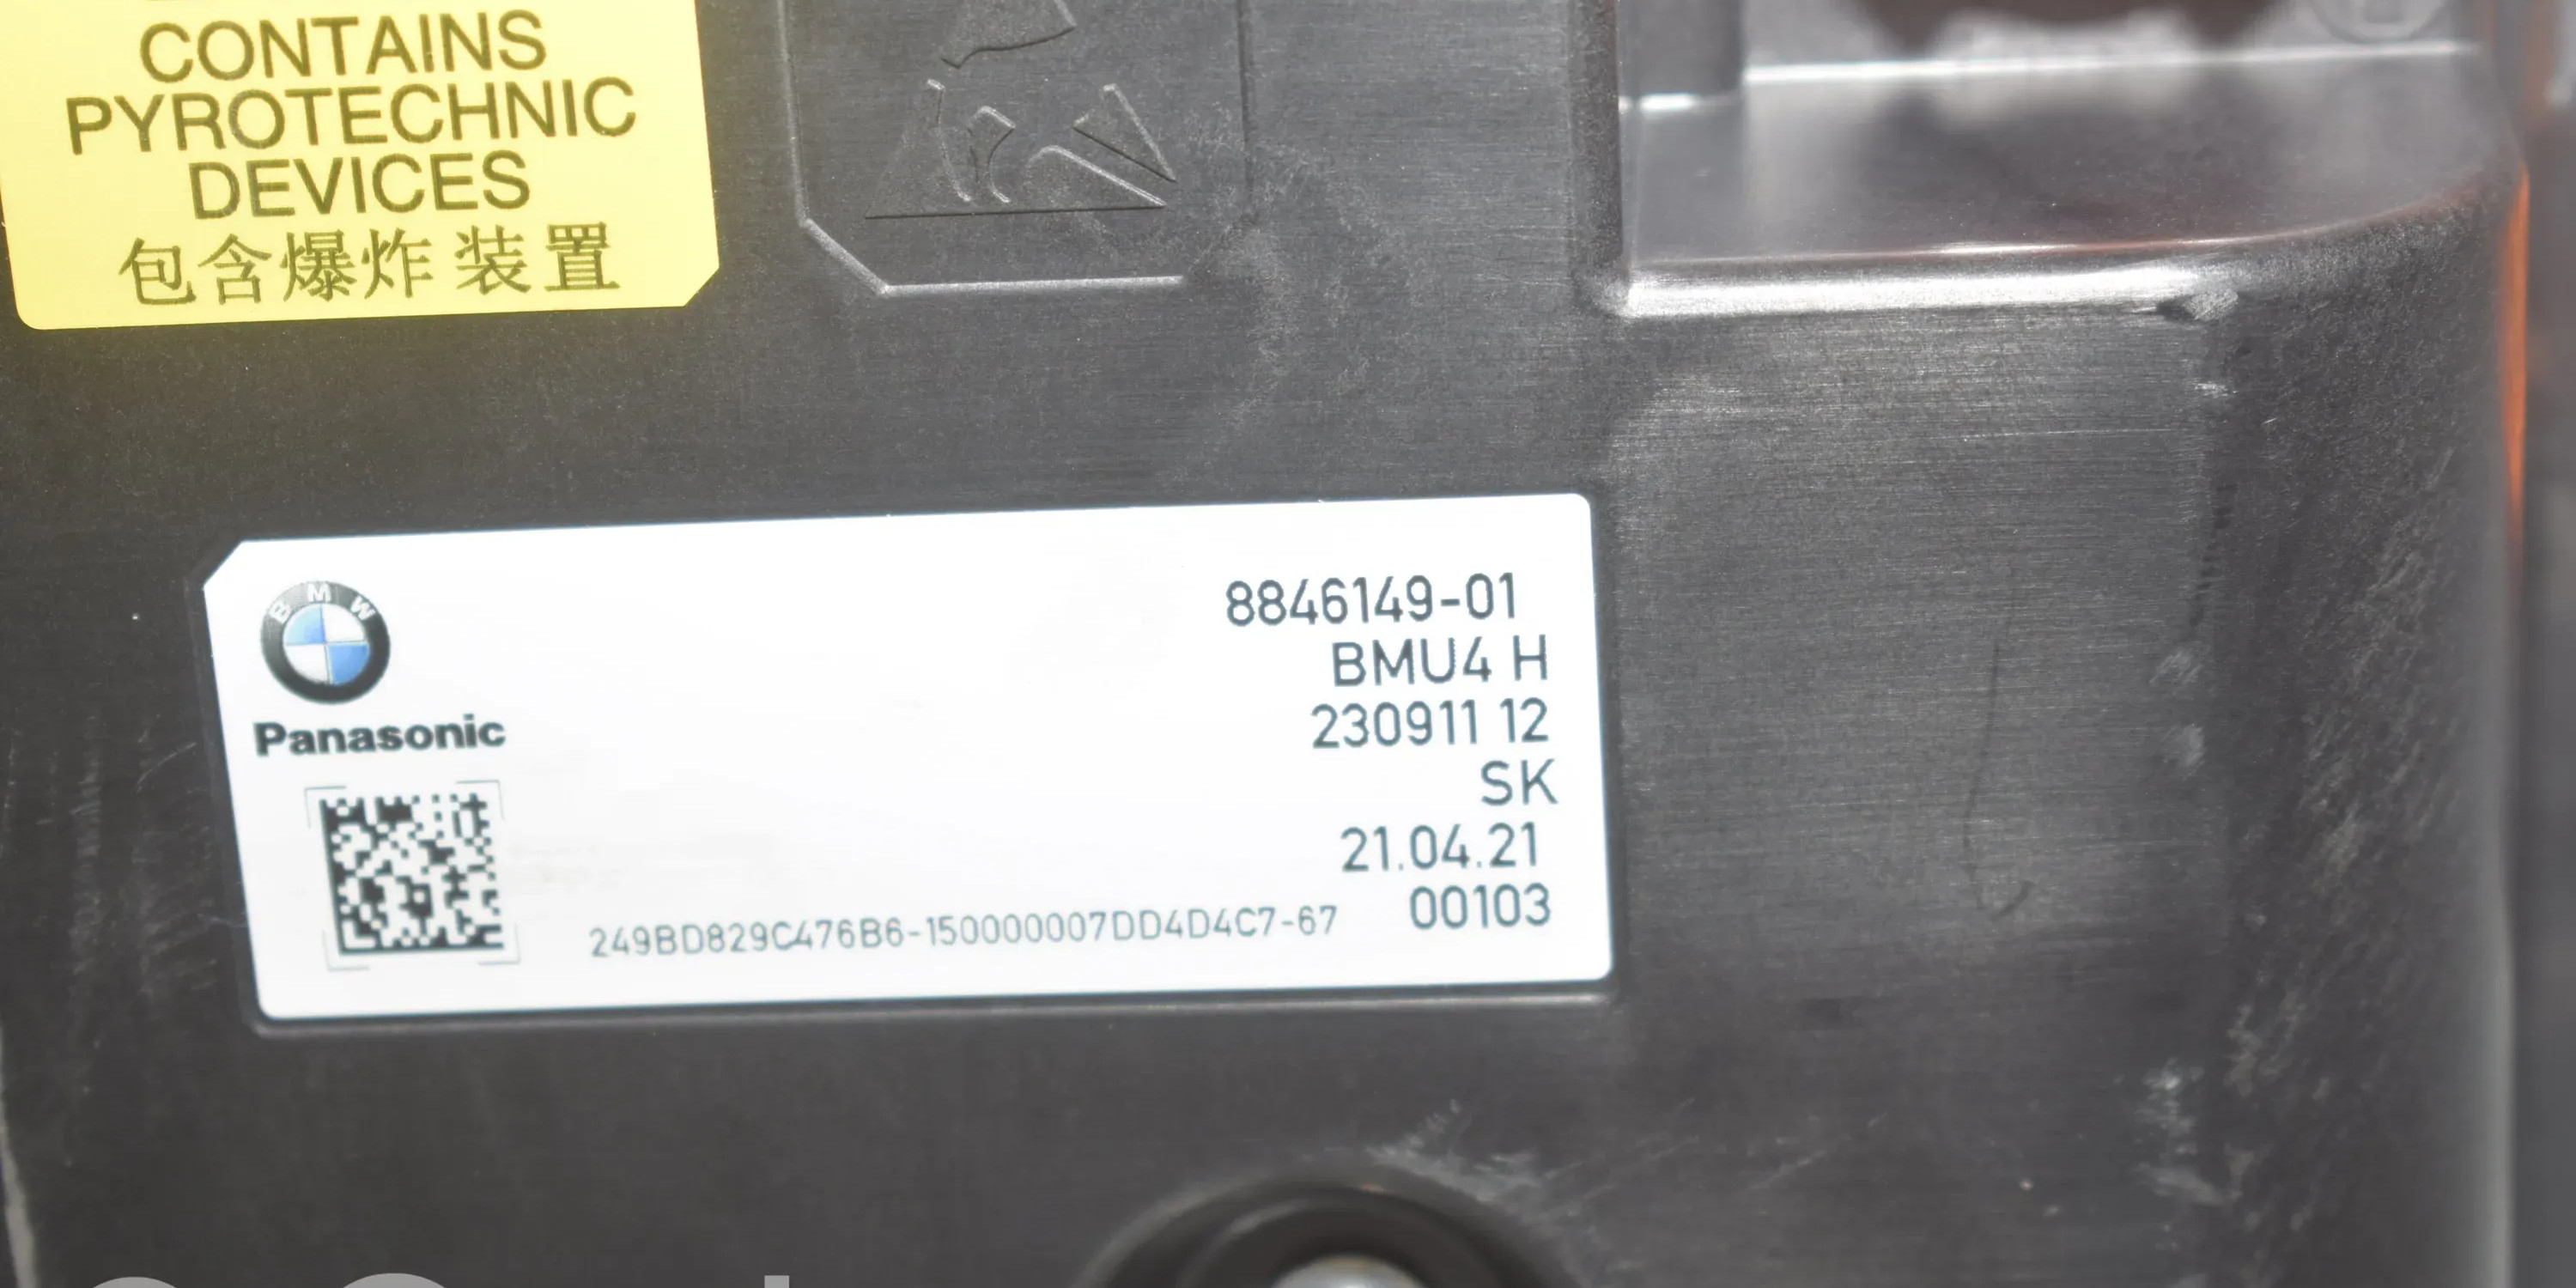 CONTAINS
PYROTECHNIC
DEVICES
包含爆炸装置
BMW
Panasonic
8846149-01
BMU4 H
230911 12
SK
21.04.21
00103
249BD829C476B6-150000007DD4D4C7-67